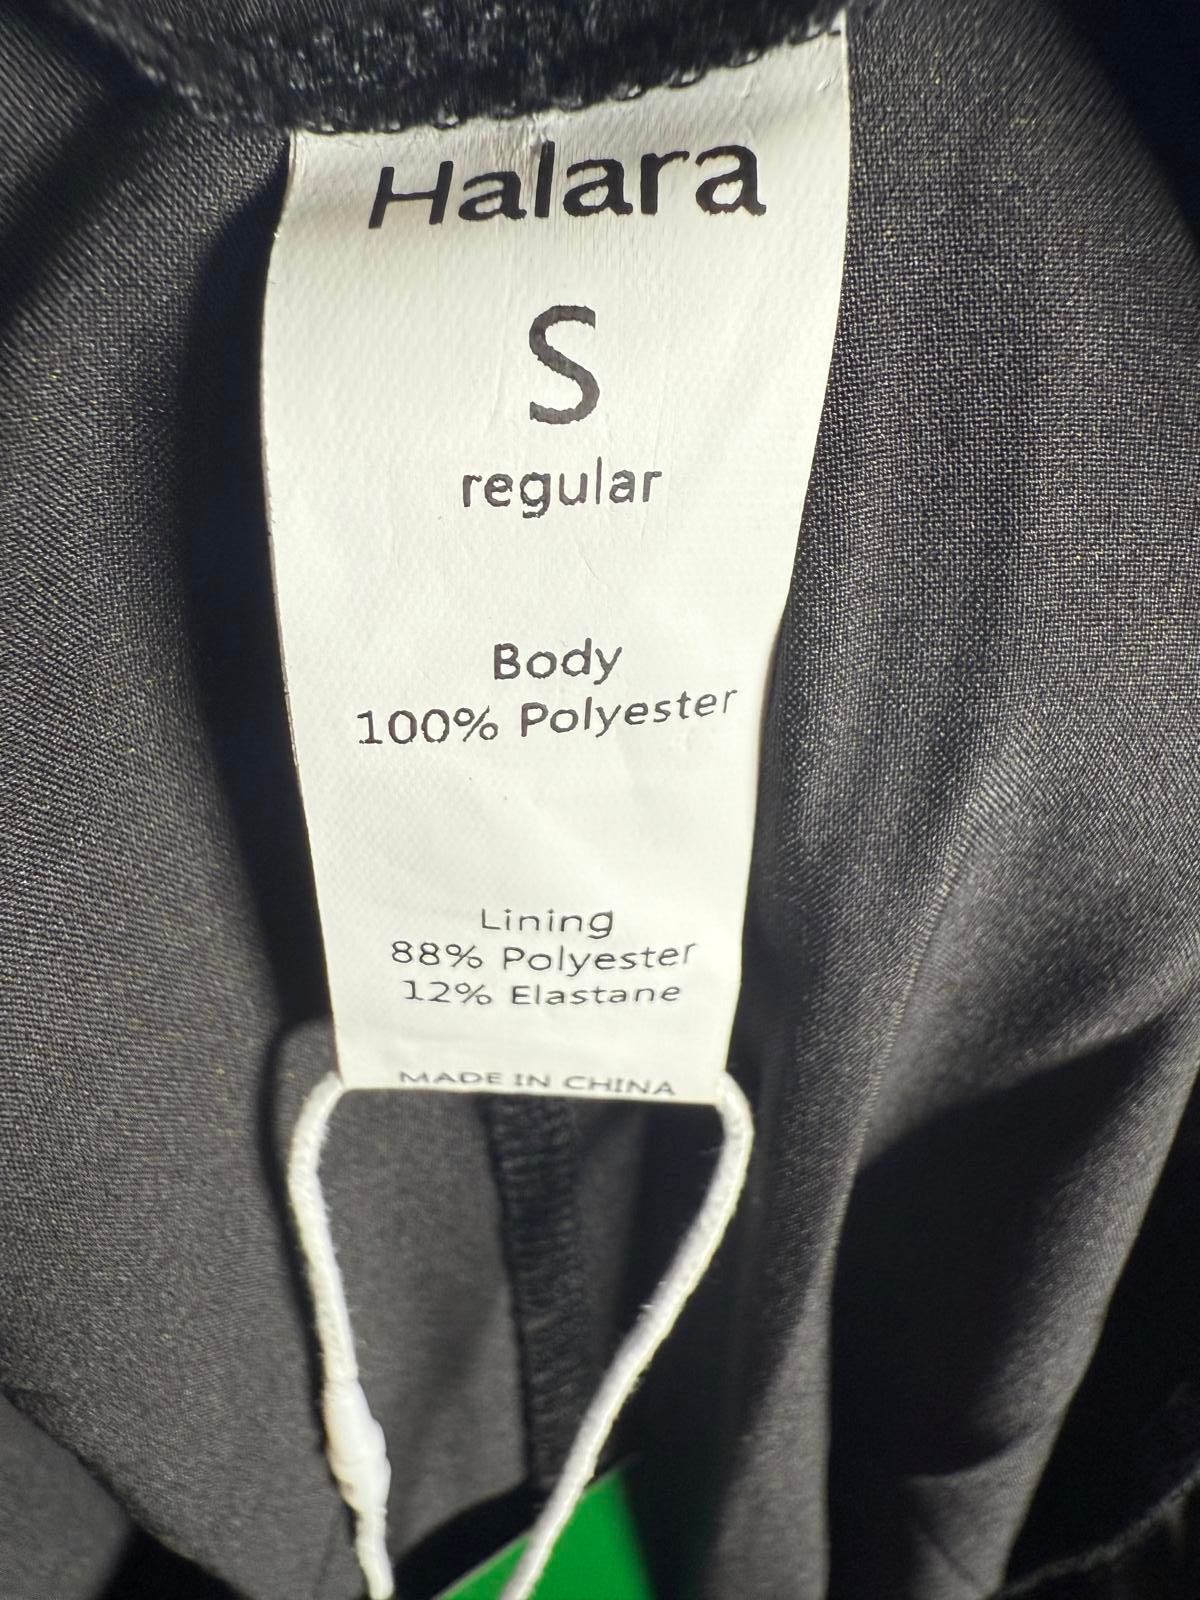 Halara
S
regular
Body
100% Polyester
Lining
88% Polyester
12% Elastane
MADE IN CHINA